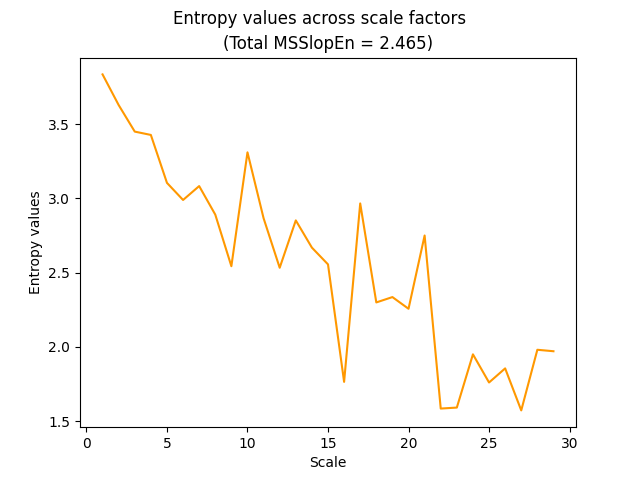 Entropy values across scale factors
(Total MSSlopEn = 2.465)
Entropy values
3.5
3.0
2.5
2.0
1.5
0 5 10 15 20 25 30
Scale